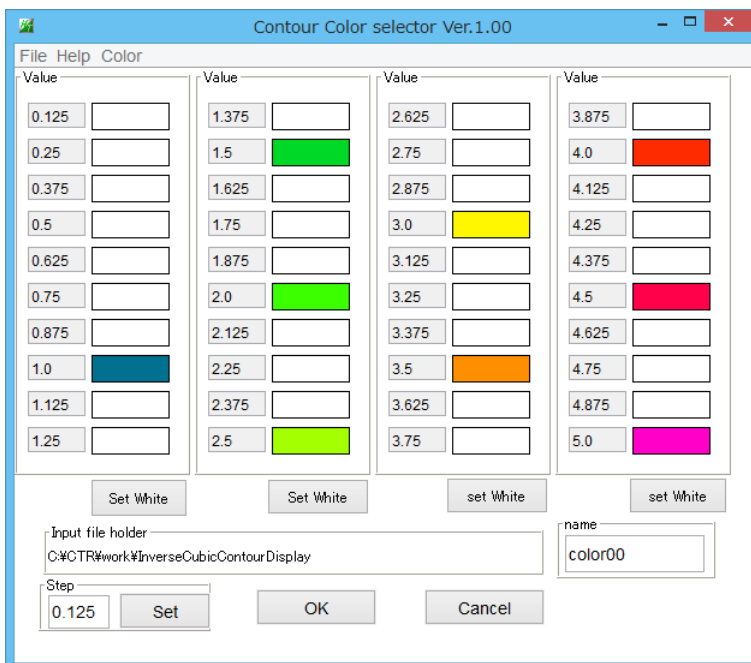 Contour Color selector Ver.1.00
File Help Color
Value Value Value Value
0.125 1.375 2.625 3.875
0.25 1.5 2.75 4.0
0.375 1.625 2.875 4.125
0.5 1.75 3.0 4.25
0.625 1.875 3.125 4.375
0.75 2.0 3.25 4.5
0.875 2.125 3.375 4.625
1.0 2.25 3.5 4.75
1.125 2.375 3.625 4.875
1.25 2.5 3.75 5.0
Set White Set White set White set White
Input file holder name
C:¥CTR¥work¥InverseCubicContourDisplay color00
Step
0.125 Set OK Cancel